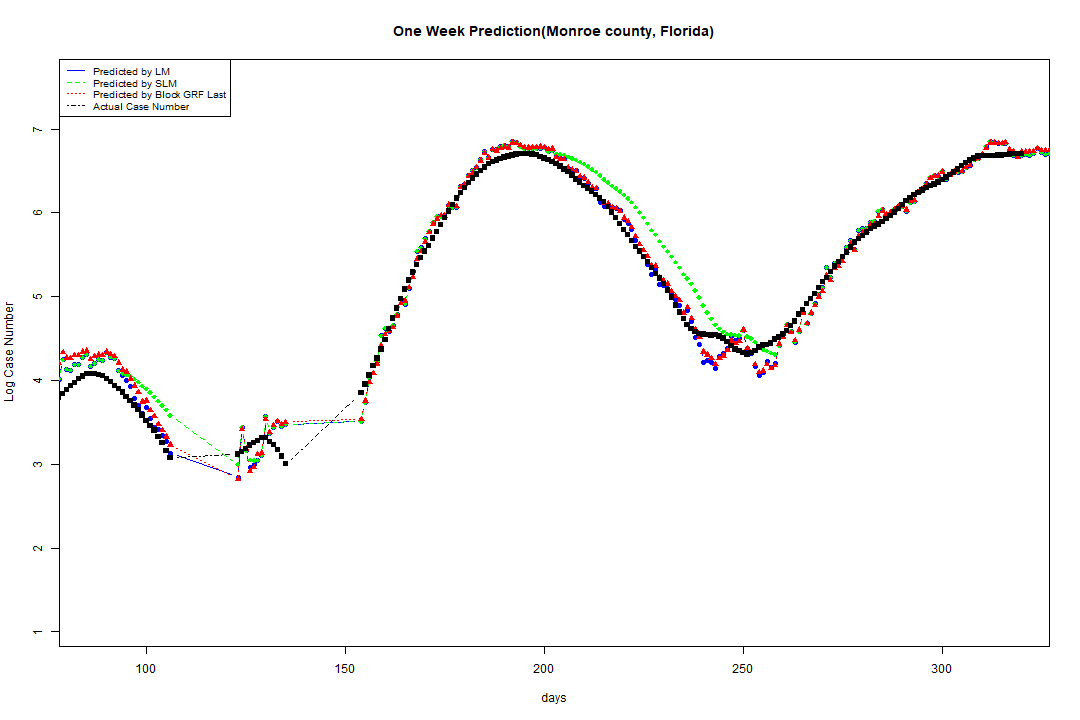 One Week Prediction(Monroe county, Florida)
Predicted by LM
Predicted by SLM
Predicted by Block GRF Last
Actual Case Number
7
6
5
4
3
2
1
Log Case Number
100 150 200 250 300
days